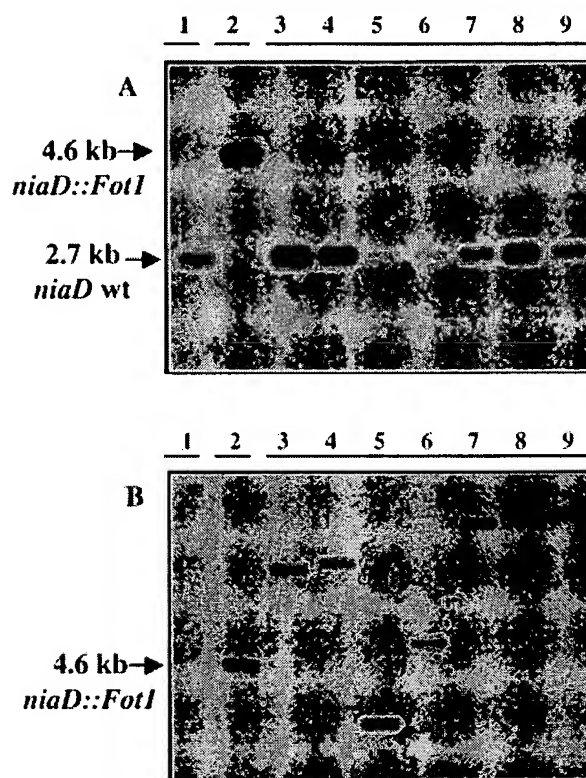 1 2 3 4 5 6 7 8 9
A
4.6 kb→
niaD::Fot1
2.7 kb→
niaD wt
1 2 3 4 5 6 7 8 9
B
4.6 kb→
niaD::Fot1